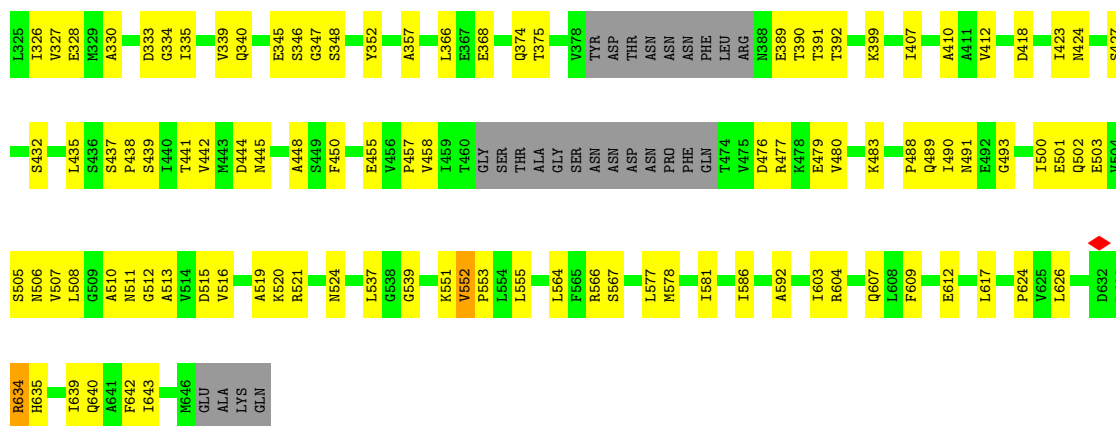 L325 I326 V327 E328 M329 A330 D333 G334 I335 V339 Q340 E345 S346 G347 S348 Y352 A357 L366 E367 E368 Q374 T375 V378 TYR ASP THR ASN ASN ASN PHE LEU ARG N388 E389 T390 T391 T392 K399 I407 A410 A411 V412 D418 I423 N424 S427
S432 L435 S436 S437 P438 S439 I440 T441 V442 M443 D444 N445 A448 S449 F450 E455 V456 P457 V458 I459 T460 GLY SER THR ALA GLY SER ASN ASN ASP ASN PRO PHE GLN T474 V475 D476 R477 K478 E479 V480 K483 P488 Q489 I490 N491 E492 G493 I500 E501 Q502 E503 V504
S505 N506 V507 L508 G509 A510 N511 G512 A513 V514 D515 V516 A519 K520 R521 N524 L537 G538 G539 K551 V552 P553 L554 L555 L564 F565 R566 S567 L577 M578 I581 I586 A592 I603 R604 Q607 L608 F609 E612 L617 P624 V625 L626 D632
R634 H635 I639 Q640 A641 F642 I643 M646 GLU ALA LYS GLN